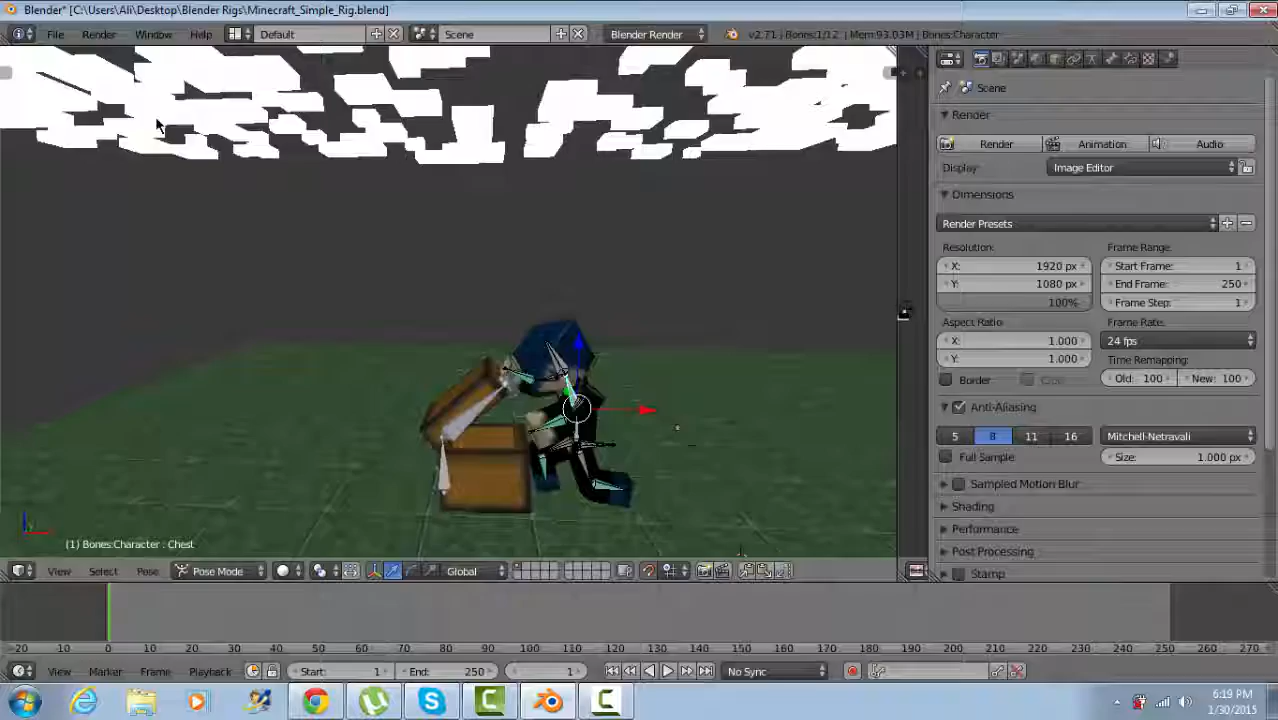 Blender* [C:\Users\Ali\Desktop\Blender Rigs\Minecraft_Simple_Rig.blend]
File Render Window Help Default Scene Blender Render v2.71 | Bones:1/12 | Mem:93.03M | Bones:Character
Scene
Render
Render Animation Audio
Display: Image Editor
Dimensions
Render Presets
Resolution: Frame Range:
X: 1920 px Start Frame: 1
Y: 1080 px End Frame: 250
100% Frame Step: 1
Aspect Ratio: Frame Rate:
X: 1.000 24 fps
Y: 1.000 Time Remapping:
Border Crop Old: 100 New: 100
Anti-Aliasing
5 8 11 16 Mitchell-Netravali
Full Sample Size: 1.000 px
Sampled Motion Blur
Shading
Performance
Post Processing
Stamp
(1) Bones:Character : Chest
View Select Pose Pose Mode Global
-20 -10 0 10 20 30 40 50 60 70 80 90 100 110 120 130 140 150 160 170 180 190 200 210 220 230 240 250 260 270
View Marker Frame Playback Start: 1 End: 250 1 No Sync
6:19 PM
1/30/2015